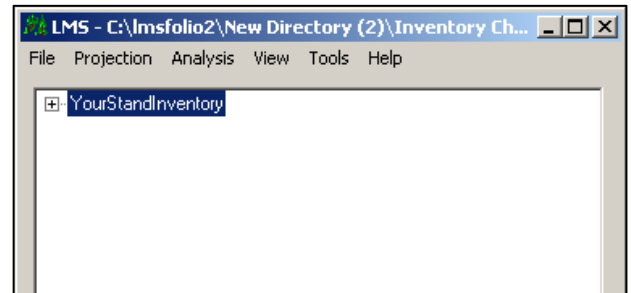 LMS - C:\lmsfolio2\New Directory (2)\Inventory Ch...
File Projection Analysis View Tools Help
YourStandInventory